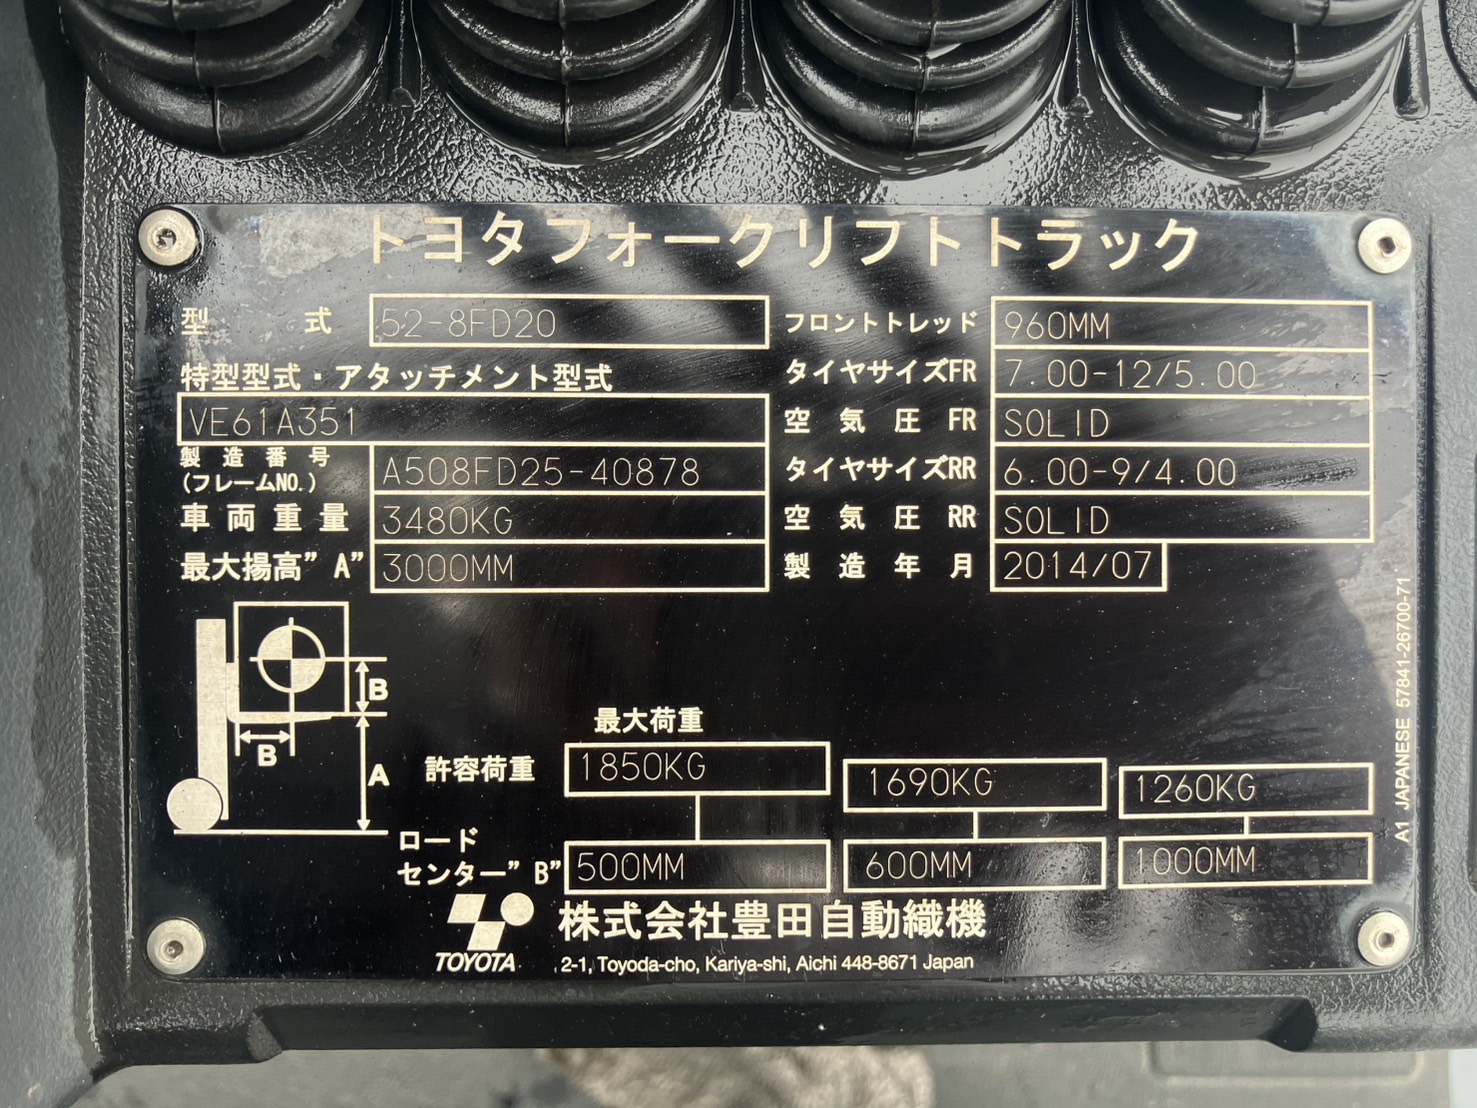 トヨタフォークリフトトラック
型 式 52-8FD20
特型型式・アタッチメント型式
VE61A351
製造番号
(フレームNO.) A508FD25-40878
車両重量 3480KG
最大揚高"A" 3000MM
フロントトレッド 960MM
タイヤサイズFR 7.00-12/5.00
空気圧 FR SOLID
タイヤサイズRR 6.00-9/4.00
空気圧 RR SOLID
製造年月 2014/07
B
B
A
最大荷重
許容荷重 1850KG 1690KG 1260KG
ロード
センター"B" 500MM 600MM 1000MM
TOYOTA
株式会社豊田自動織機
2-1, Toyoda-cho, Kariya-shi, Aichi 448-8671 Japan
A1 JAPANESE 57841-26700-71